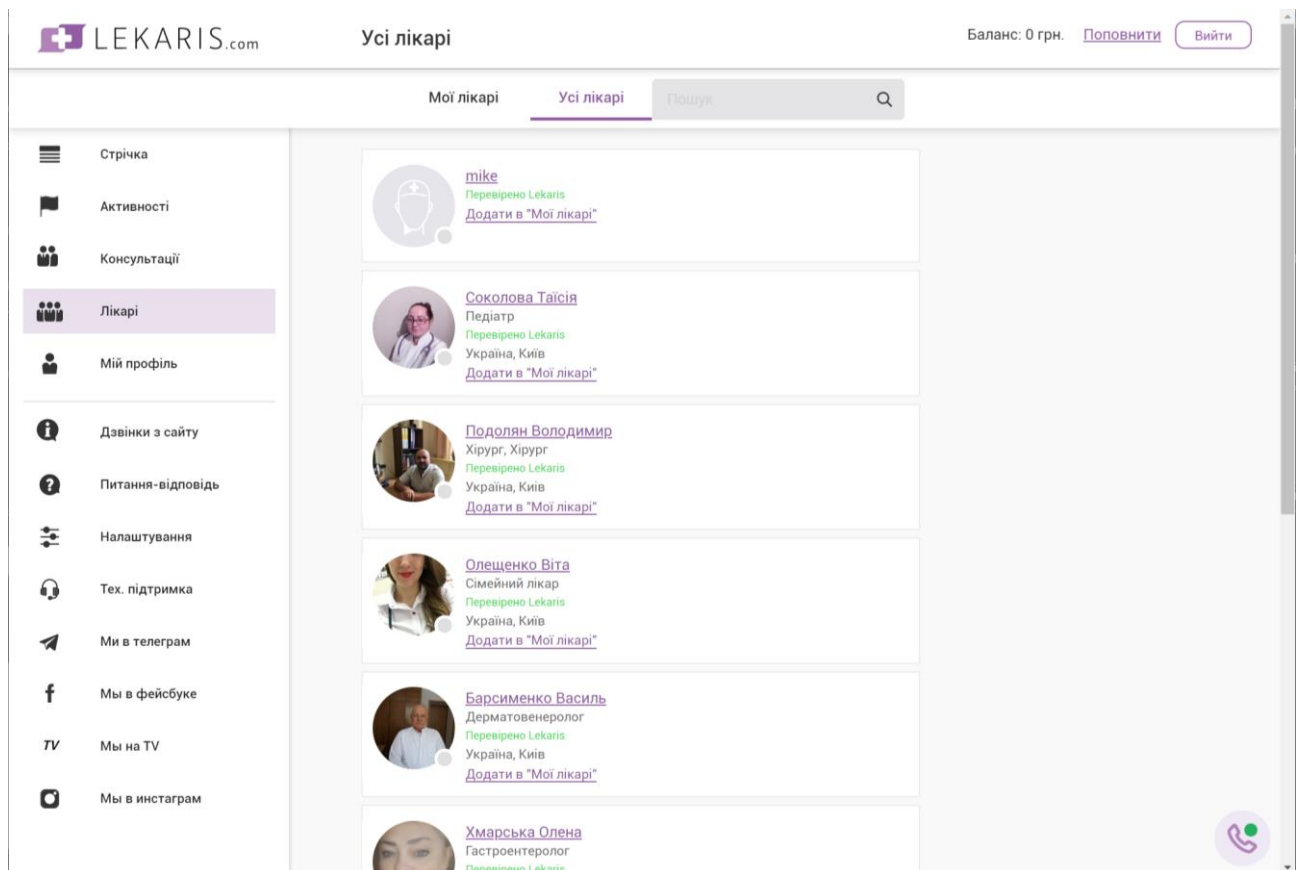 LEKARIS.com
Усі лікарі
Баланс: 0 грн. Поповнити Вийти
Мої лікарі Усі лікарі Пошук
Стрічка
Активності
Консультації
Лікарі
Мій профіль
Дзвінки з сайту
Питання-відповідь
Налаштування
Тех. підтримка
Ми в телеграм
Мы в фейсбуке
TV Мы на TV
Мы в инстаграм
mike
Перевірено Lekaris
Додати в "Мої лікарі"
Соколова Таїсія
Педіатр
Перевірено Lekaris
Україна, Київ
Додати в "Мої лікарі"
Подолян Володимир
Хірург, Хірург
Перевірено Lekaris
Україна, Киів
Додати в "Мої лікарі"
Олещенко Віта
Сімейний лікар
Перевірено Lekaris
Україна, Київ
Додати в "Мої лікарі"
Барсименко Василь
Дерматовенеролог
Перевірено Lekaris
Україна, Киів
Додати в "Мої лікарі"
Хмарська Олена
Гастроентеролог
Перевірено Lekaris